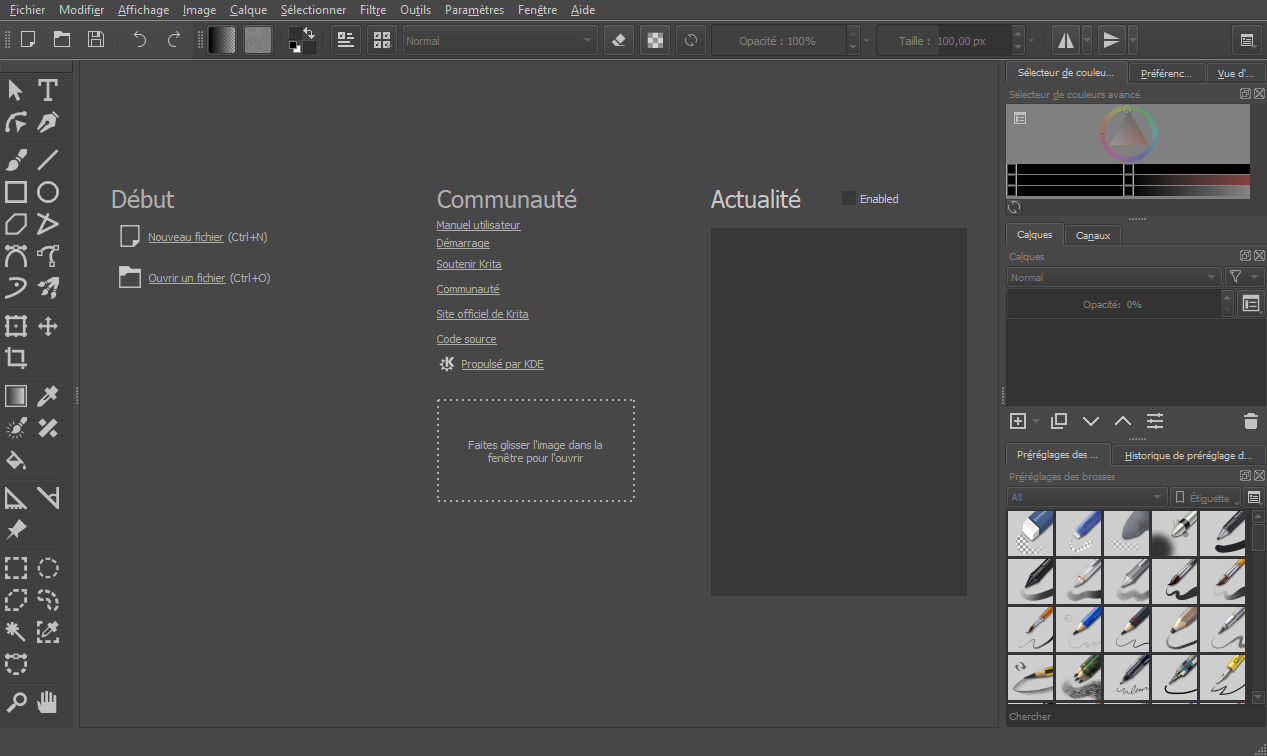 Fichier Modifier Affichage Image Calque Sélectionner Filtre Outils Paramètres Fenêtre Aide
Normal
Opacité : 100%
Taille : 100,00 px
Sélecteur de couleu... Préférenc... Vue d'...
Sélecteur de couleurs avancé
Début
Nouveau fichier (Ctrl+N)
Ouvrir un fichier (Ctrl+O)
Communauté
Manuel utilisateur
Démarrage
Soutenir Krita
Communauté
Site officiel de Krita
Code source
Propulsé par KDE
Faites glisser l'image dans la
fenêtre pour l'ouvrir
Actualité
Enabled
Calques Canaux
Calques
Normal
Opacité: 0%
Préréglages des ... Historique de préréglage d...
Préréglages des brosses
All
Étiquette
Chercher